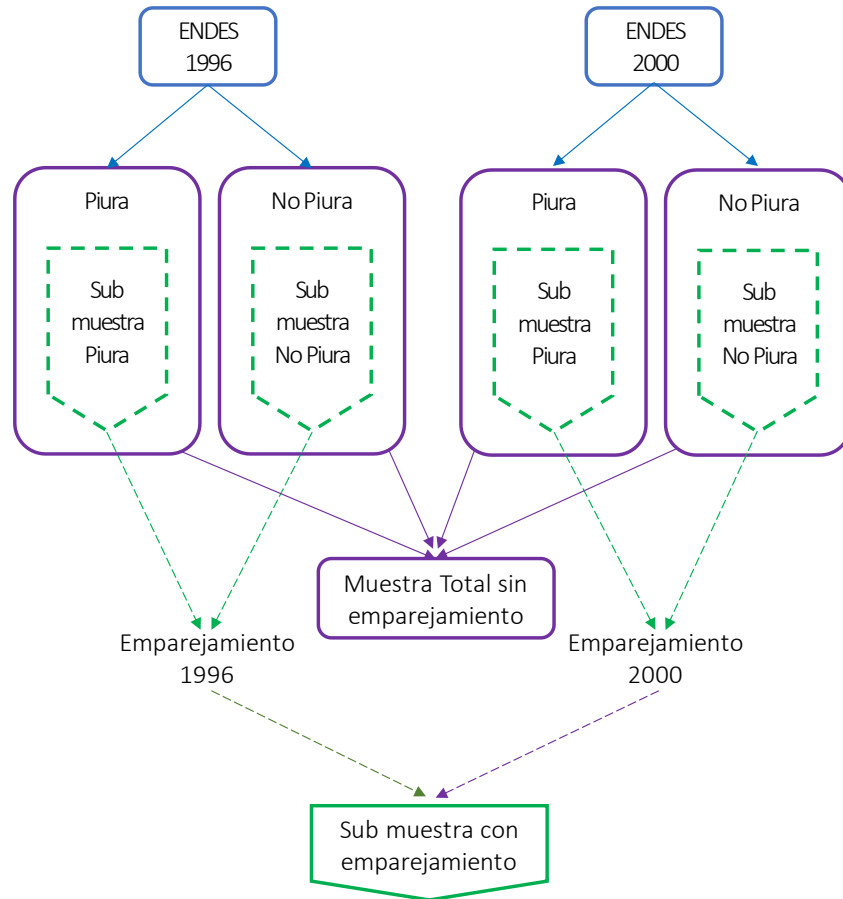 ENDES
1996
ENDES
2000
Piura
No Piura
Piura
No Piura
Sub
muestra
Piura
Sub
muestra
No Piura
Sub
muestra
Piura
Sub
muestra
No Piura
Muestra Total sin
emparejamiento
Emparejamiento
1996
Emparejamiento
2000
Sub muestra con
emparejamiento